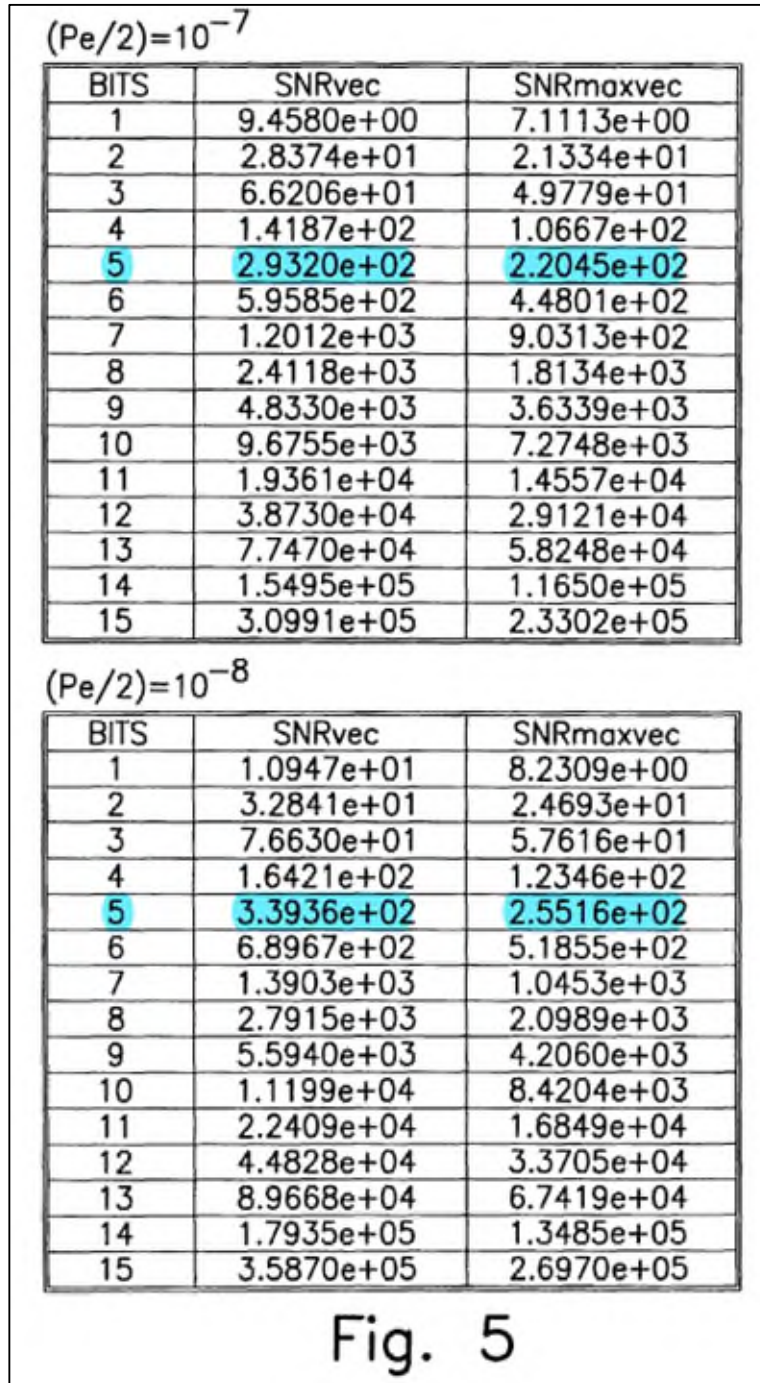 (Pe/2)=10⁻⁷
BITS SNRvec SNRmaxvec
1 9.4580e+00 7.1113e+00
2 2.8374e+01 2.1334e+01
3 6.6206e+01 4.9779e+01
4 1.4187e+02 1.0667e+02
5 2.9320e+02 2.2045e+02
6 5.9585e+02 4.4801e+02
7 1.2012e+03 9.0313e+02
8 2.4118e+03 1.8134e+03
9 4.8330e+03 3.6339e+03
10 9.6755e+03 7.2748e+03
11 1.9361e+04 1.4557e+04
12 3.8730e+04 2.9121e+04
13 7.7470e+04 5.8248e+04
14 1.5495e+05 1.1650e+05
15 3.0991e+05 2.3302e+05
(Pe/2)=10⁻⁸
BITS SNRvec SNRmaxvec
1 1.0947e+01 8.2309e+00
2 3.2841e+01 2.4693e+01
3 7.6630e+01 5.7616e+01
4 1.6421e+02 1.2346e+02
5 3.3936e+02 2.5516e+02
6 6.8967e+02 5.1855e+02
7 1.3903e+03 1.0453e+03
8 2.7915e+03 2.0989e+03
9 5.5940e+03 4.2060e+03
10 1.1199e+04 8.4204e+03
11 2.2409e+04 1.6849e+04
12 4.4828e+04 3.3705e+04
13 8.9668e+04 6.7419e+04
14 1.7935e+05 1.3485e+05
15 3.5870e+05 2.6970e+05
Fig. 5